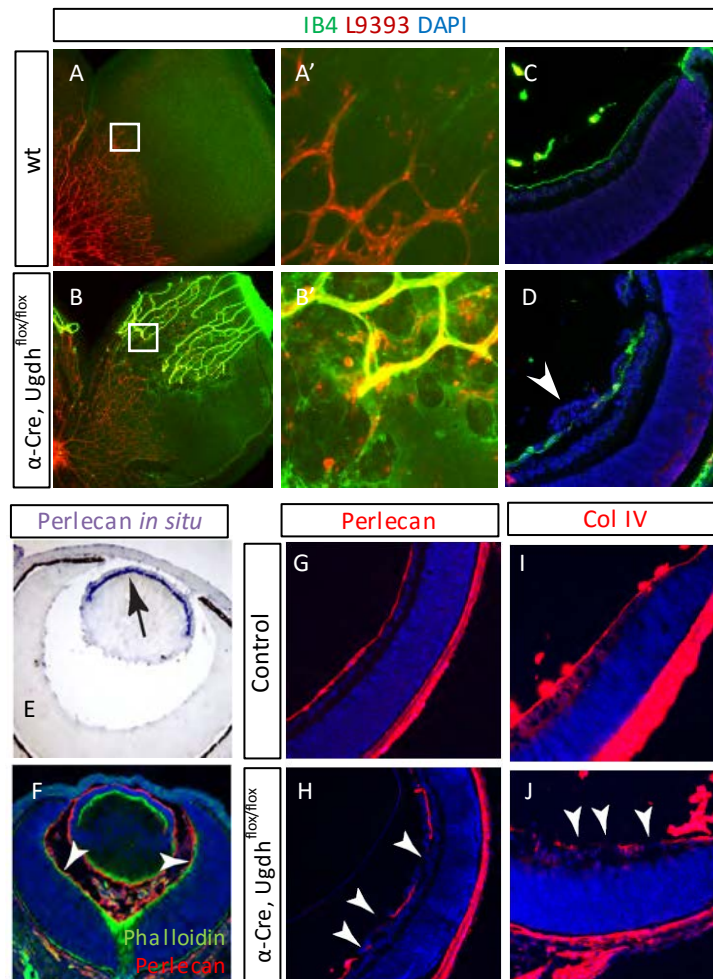 IB4 L9393 DAPI
wt
A
A'
C
α-Cre, Ugdh flox/flox
B
B'
D
Perlecan in situ
Perlecan
Col IV
E
Control
G
I
F
Phalloidin
Perlecan
α-Cre, Ugdh flox/flox
H
J